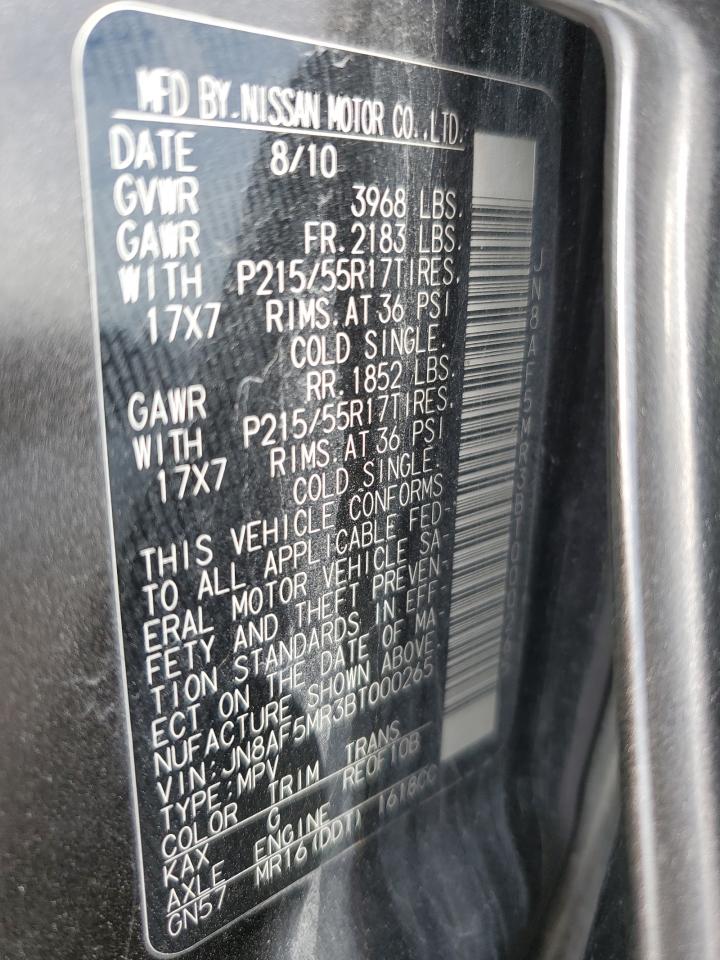 MFD BY.NISSAN MOTOR CO.,LTD.
DATE 8/10
GVWR 3968 LBS.
GAWR FR.2183 LBS.
WITH P215/55R17TIRES.
17X7 RIMS.AT 36 PSI
COLD SINGLE.
GAWR RR.1852 LBS.
WITH P215/55R17TIRES.
17X7 RIMS.AT 36 PSI
COLD SINGLE.
THIS VEHICLE CONFORMS
TO ALL APPLICABLE FED-
ERAL MOTOR VEHICLE SA-
FETY AND THEFT PREVEN-
TION STANDARDS IN EFF-
ECT ON THE DATE OF MA-
NUFACTURE SHOWN ABOVE.
VIN:JN8AF5MR3BT000265
TYPE:MPV
COLOR TRIM TRANS
KAX G RE0F10B
AXLE ENGINE
GN57 MR16(DDT) 1618CC
JN8AF5MR3BT000265